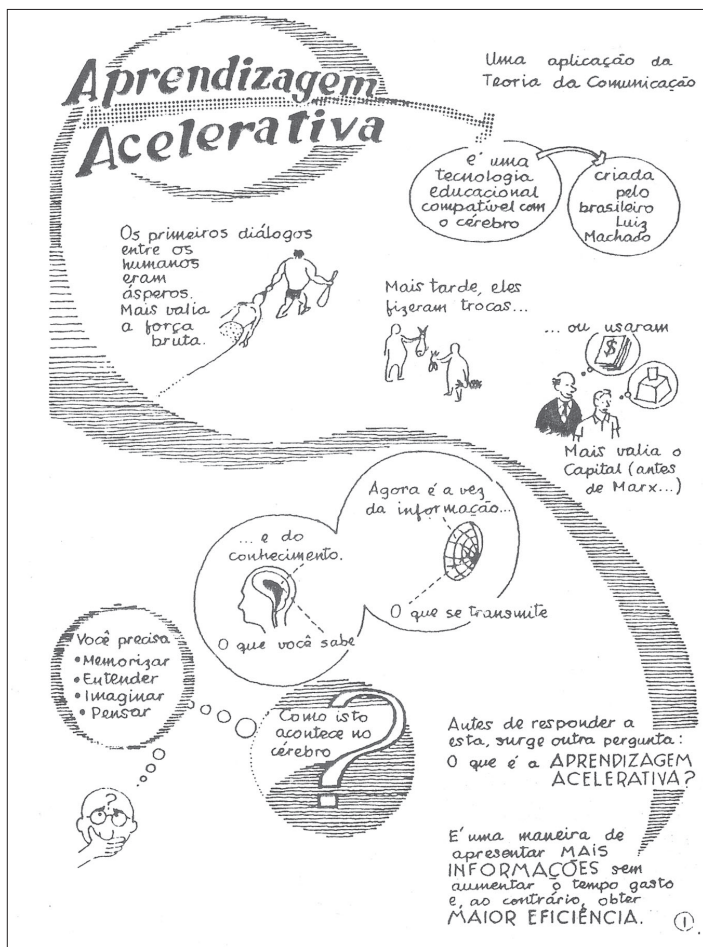 Aprendizagem
Acelerativa
Uma aplicação da
Teoria da Comunicação
é uma
tecnologia
educacional
compatível com
o cérebro
criada
pelo
brasileiro
Luiz
Machado
Os primeiros diálogos
entre os
humanos
eram
ásperos.
Mais valia
a força
bruta.
Mais tarde, eles
fizeram trocas...
... ou usaram
$
Mais valia o
Capital (antes
de Marx...)
Agora é a vez
da informação...
O que se transmite
... e do
conhecimento.
O que você sabe
Você precisa
• Memorizar
• Entender
• Imaginar
• Pensar
?
Como isto
acontece no
cérebro
?
Antes de responder a
esta, surge outra pergunta:
O que é a APRENDIZAGEM
ACELERATIVA?
É uma maneira de
apresentar MAIS
INFORMAÇÕES sem
aumentar o tempo gasto
e, ao contrário, obter
MAIOR EFICIÊNCIA.
1